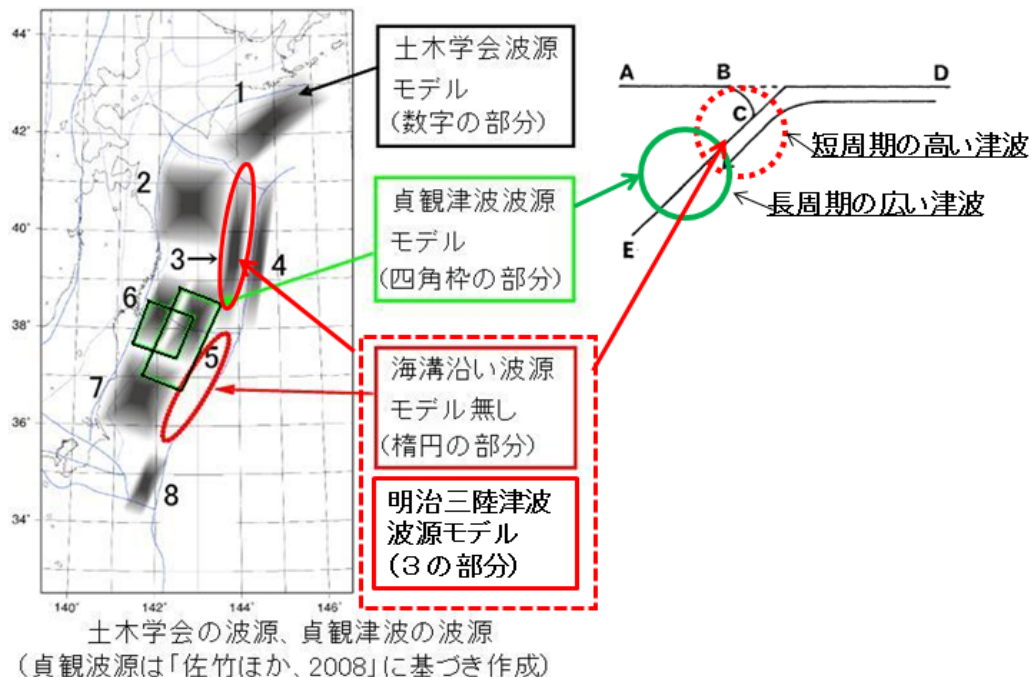 44°
42°
40°
38°
36°
34°
140°
142°
144°
146°
1
2
3→
4
5
6
7
8
土木学会波源
モデル
(数字の部分)
貞観津波波源
モデル
(四角枠の部分)
海溝沿い波源
モデル無し
(楕円の部分)
明治三陸津波
波源モデル
(3の部分)
A
B
C
D
E
短周期の高い津波
長周期の広い津波
土木学会の波源、貞観津波の波源
(貞観波源は「佐竹ほか、2008」に基づき作成)